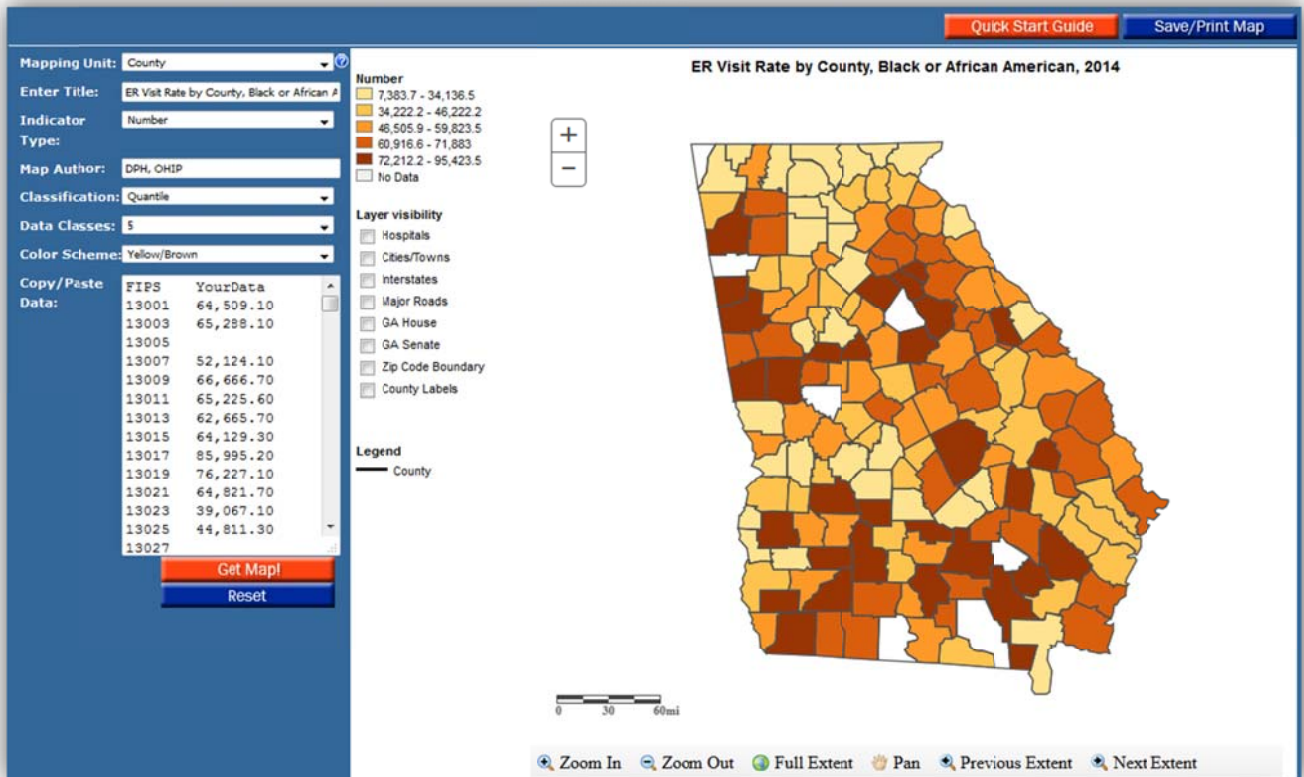 Quick Start Guide
Save/Print Map
Mapping Unit: County
Enter Title: ER Visit Rate by County, Black or African A
Indicator Type: Number
Map Author: DPH, OHIP
Classification: Quantile
Data Classes: 5
Color Scheme: Yellow/Brown
Copy/Paste Data:
FIPS YourData
13001 64,509.10
13003 65,288.10
13005
13007 52,124.10
13009 66,666.70
13011 65,225.60
13013 62,665.70
13015 64,129.30
13017 85,995.20
13019 76,227.10
13021 64,821.70
13023 39,067.10
13025 44,811.30
13027
Get Map!
Reset
Number
7,383.7 - 34,136.5
34,222.2 - 46,222.2
46,505.9 - 59,823.5
60,916.6 - 71,883
72,212.2 - 95,423.5
No Data
Layer visibility
Hospitals
Cities/Towns
Interstates
Major Roads
GA House
GA Senate
Zip Code Boundary
County Labels
Legend
County
ER Visit Rate by County, Black or African American, 2014
+
−
0 30 60mi
Zoom In Zoom Out Full Extent Pan Previous Extent Next Extent